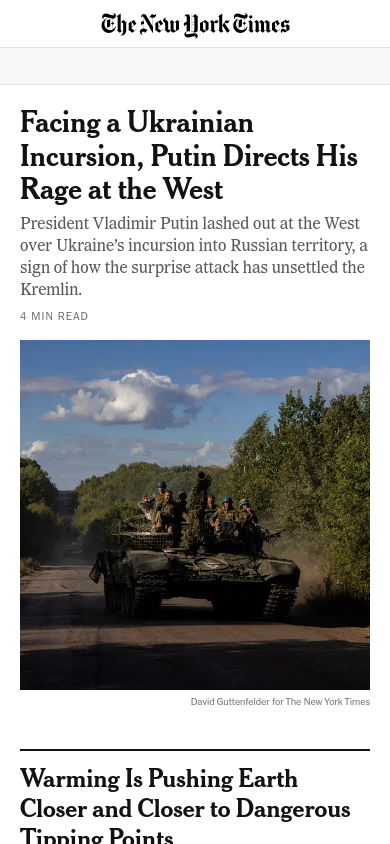 The New York Times
Facing a Ukrainian
Incursion, Putin Directs His
Rage at the West
President Vladimir Putin lashed out at the West
over Ukraine’s incursion into Russian territory, a
sign of how the surprise attack has unsettled the
Kremlin.
4 MIN READ
David Guttenfelder for The New York Times
Warming Is Pushing Earth
Closer and Closer to Dangerous
Tipping Points